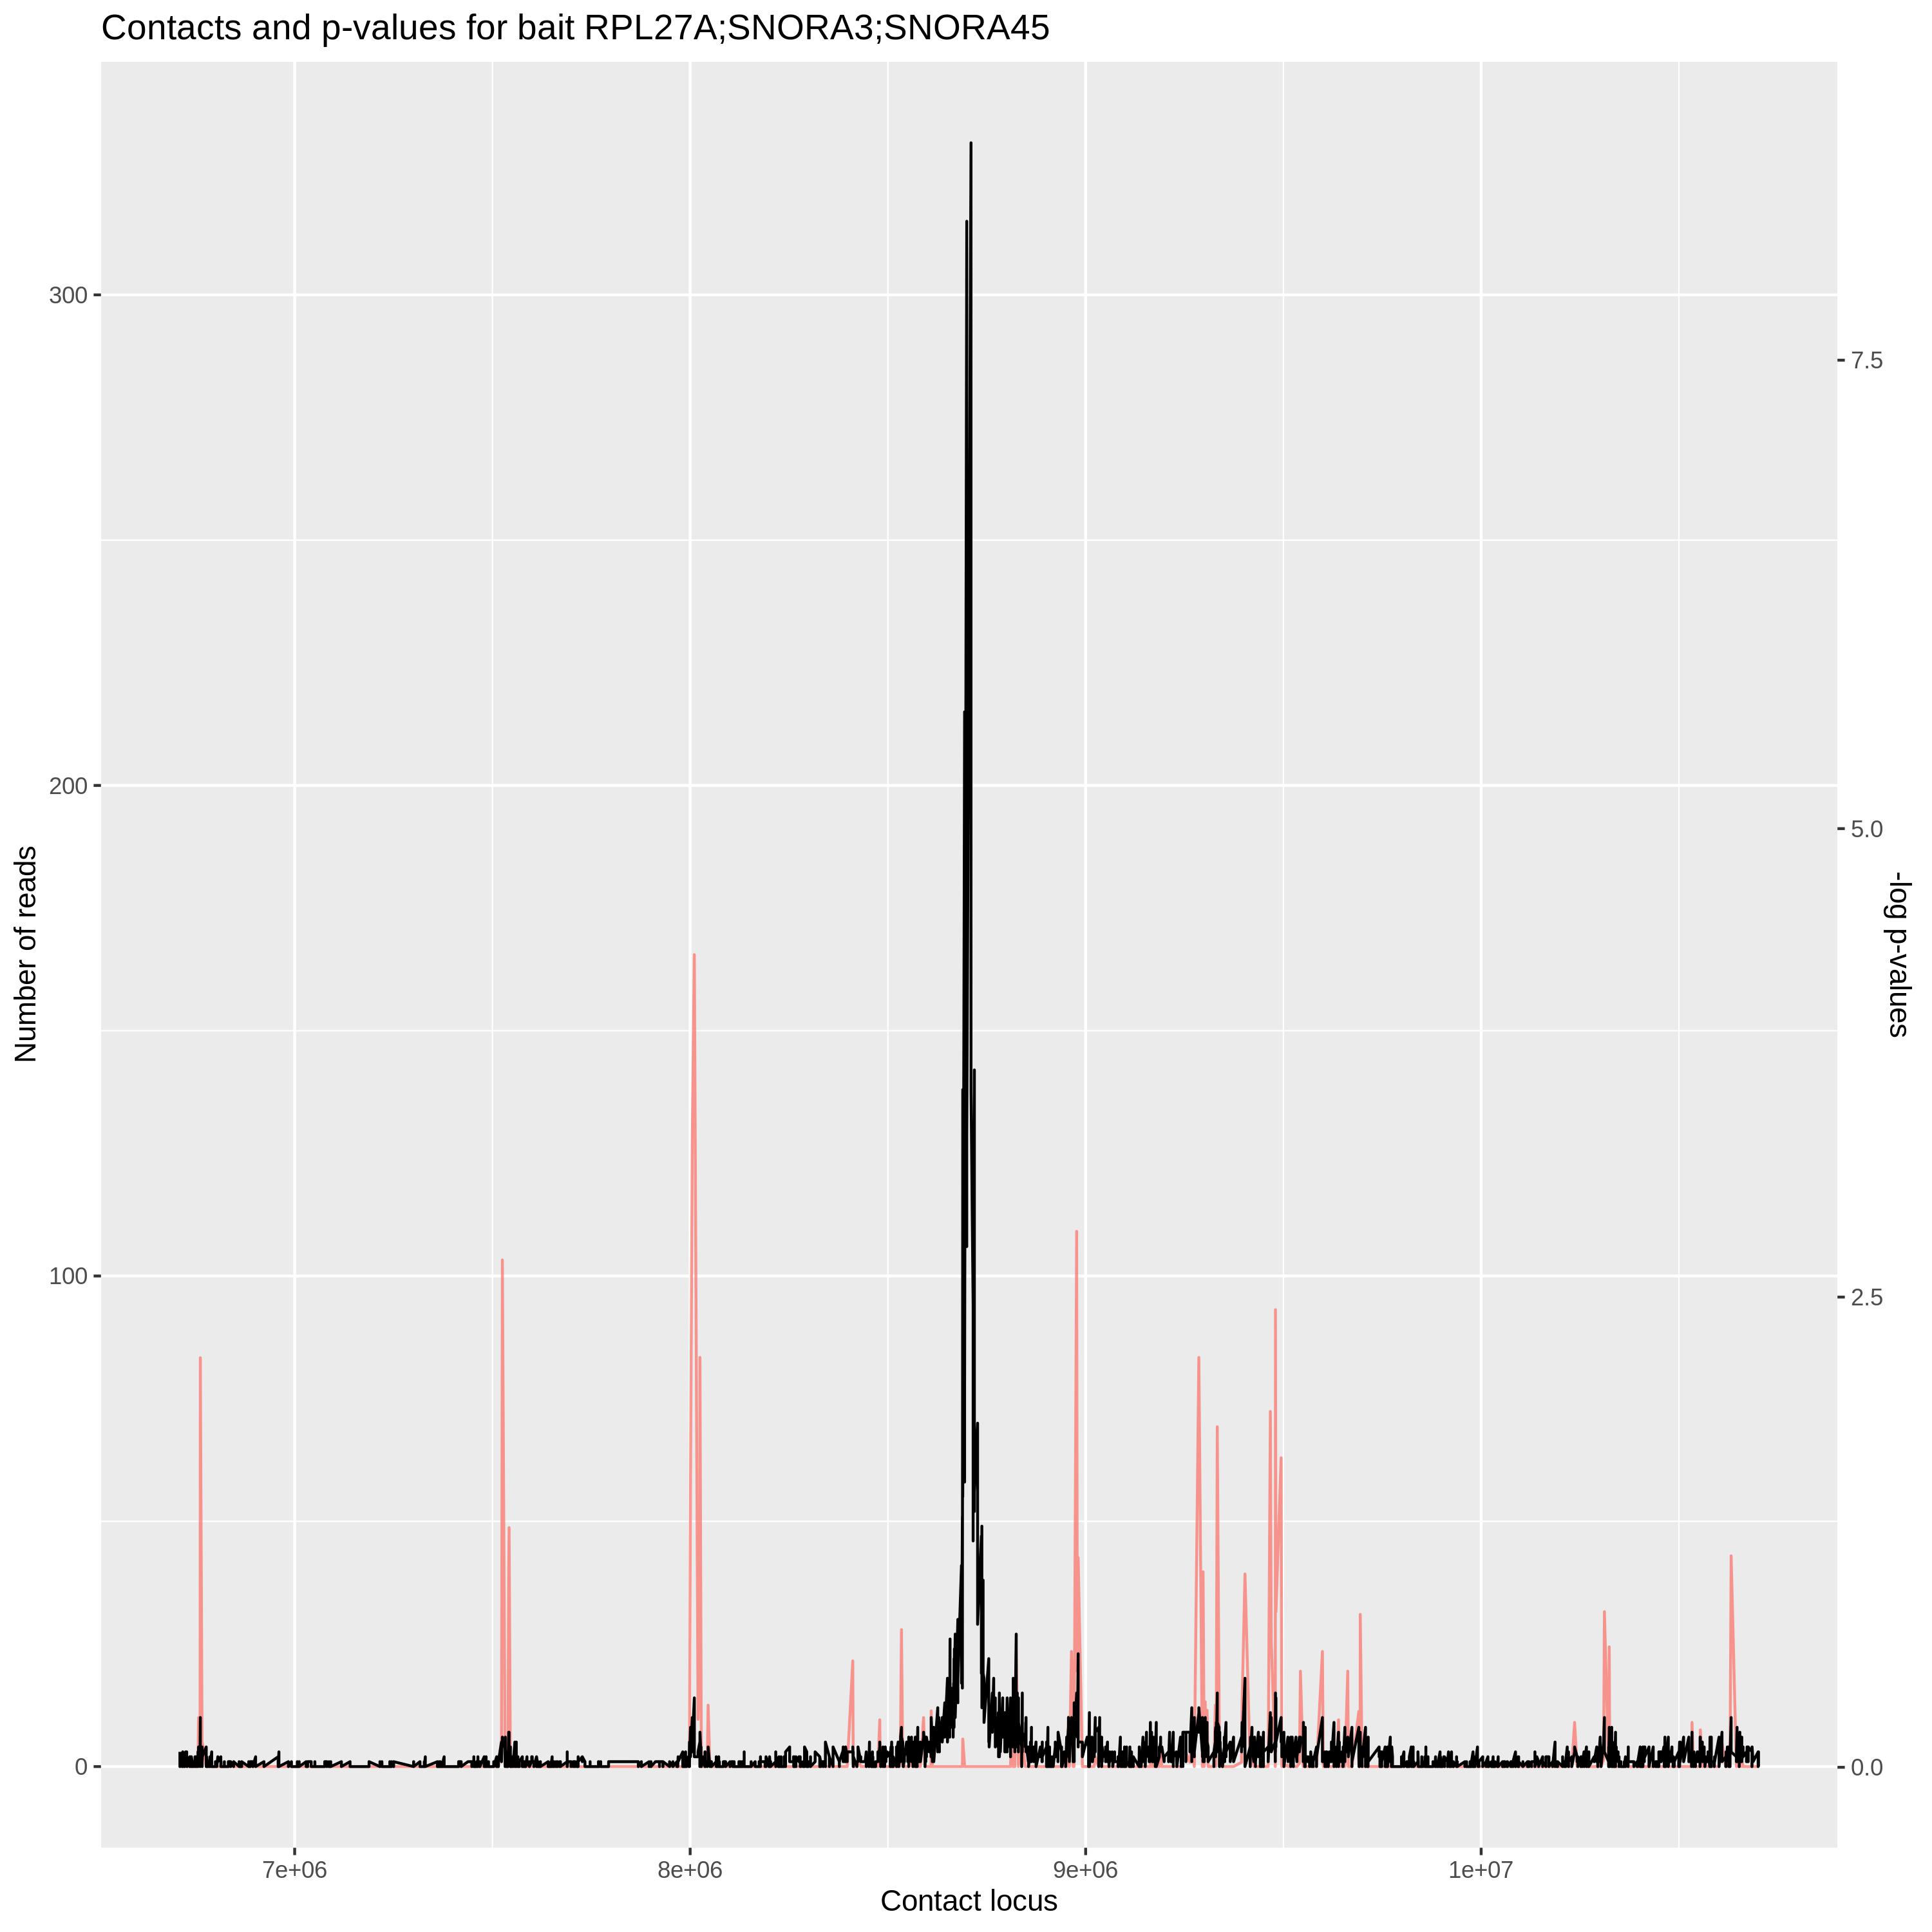 Contacts and p-values for bait RPL27A;SNORA3;SNORA45
Number of reads
300
200
100
0
7.5
5.0
2.5
0.0
-log p-values
7e+06 8e+06 9e+06 1e+07
Contact locus